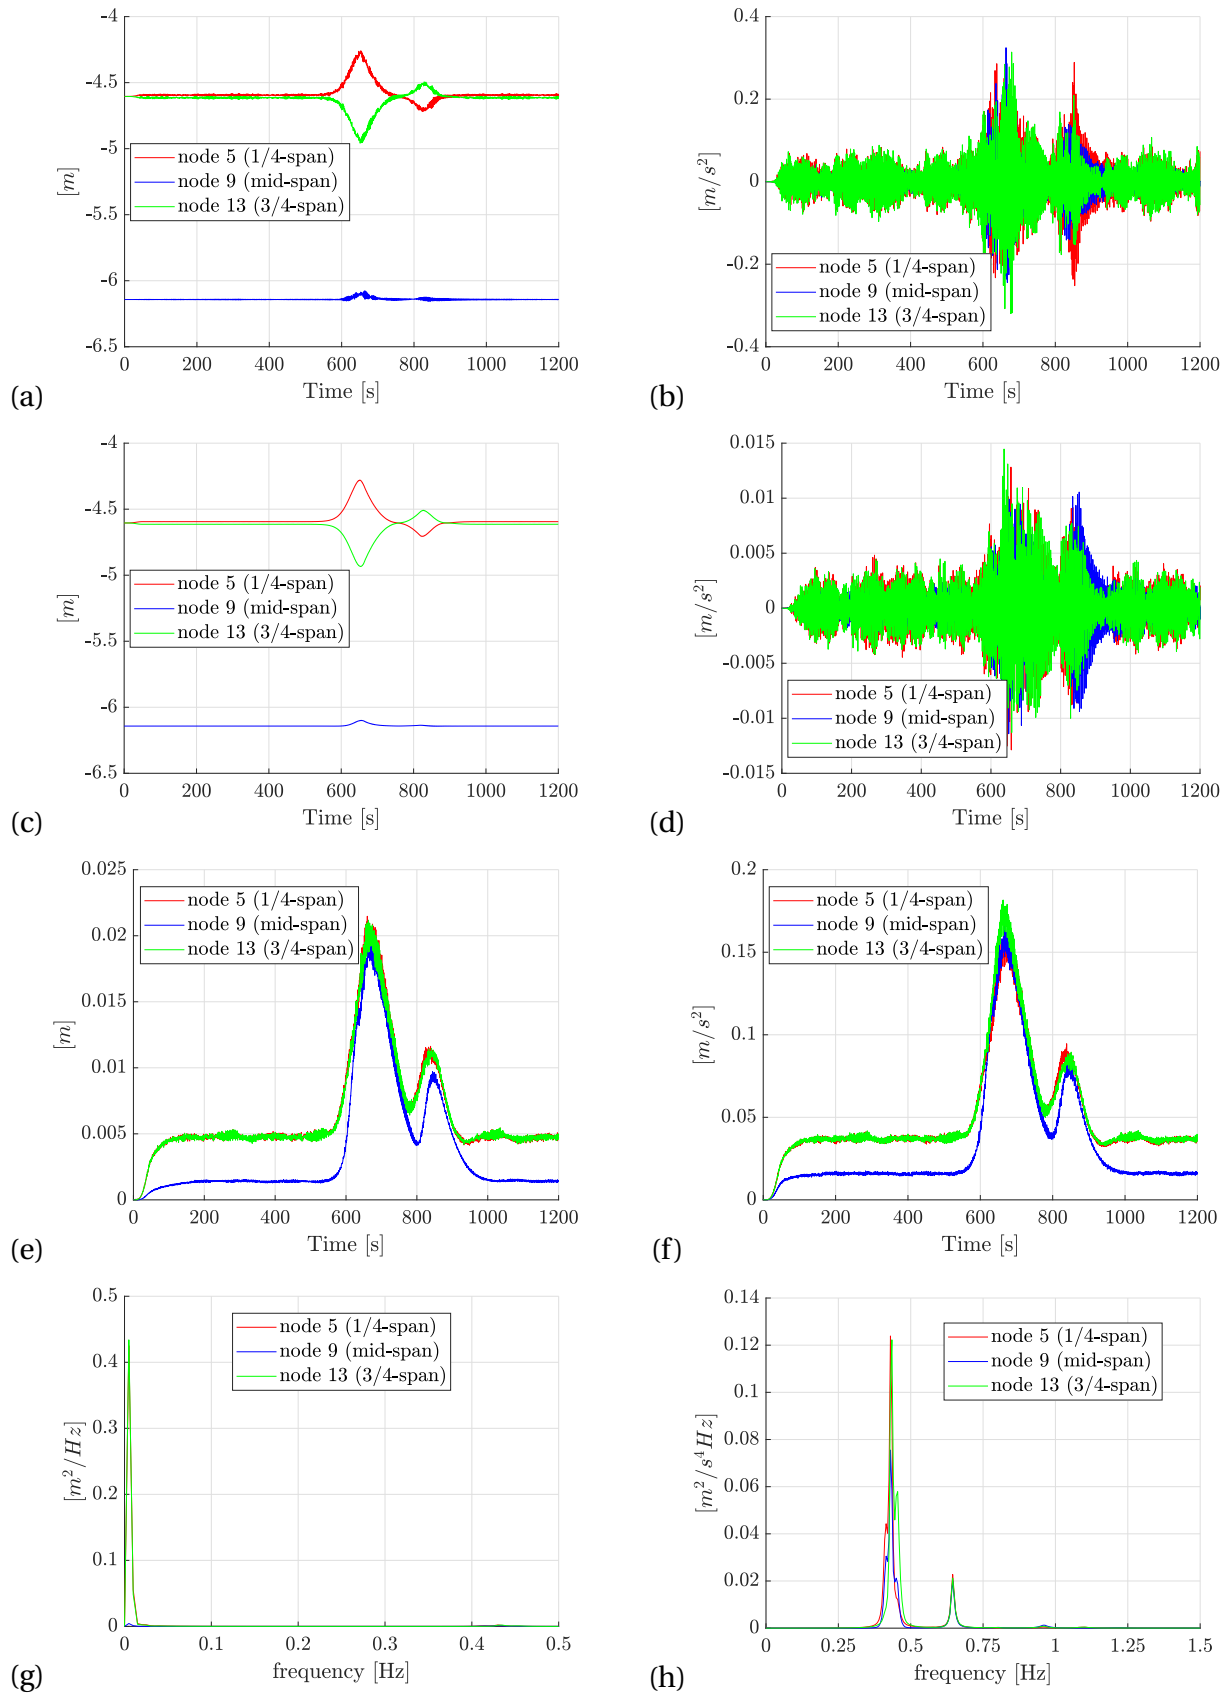 -4
-4.5
-5
-5.5
-6
-6.5
[m]
node 5 (1/4-span)
node 9 (mid-span)
node 13 (3/4-span)
0 200 400 600 800 1000 1200
Time [s]
(a)
0.4
0.2
0
-0.2
-0.4
[m/s²]
node 5 (1/4-span)
node 9 (mid-span)
node 13 (3/4-span)
0 200 400 600 800 1000 1200
Time [s]
(b)
-4
-4.5
-5
-5.5
-6
-6.5
[m]
node 5 (1/4-span)
node 9 (mid-span)
node 13 (3/4-span)
0 200 400 600 800 1000 1200
Time [s]
(c)
0.015
0.01
0.005
0
-0.005
-0.01
-0.015
[m/s²]
node 5 (1/4-span)
node 9 (mid-span)
node 13 (3/4-span)
0 200 400 600 800 1000 1200
Time [s]
(d)
0.025
0.02
0.015
0.01
0.005
0
[m]
node 5 (1/4-span)
node 9 (mid-span)
node 13 (3/4-span)
0 200 400 600 800 1000 1200
Time [s]
(e)
0.2
0.15
0.1
0.05
0
[m/s²]
node 5 (1/4-span)
node 9 (mid-span)
node 13 (3/4-span)
0 200 400 600 800 1000 1200
Time [s]
(f)
0.5
0.4
0.3
0.2
0.1
0
[m²/Hz]
node 5 (1/4-span)
node 9 (mid-span)
node 13 (3/4-span)
0 0.1 0.2 0.3 0.4 0.5
frequency [Hz]
(g)
0.14
0.12
0.1
0.08
0.06
0.04
0.02
0
[m²/s⁴Hz]
node 5 (1/4-span)
node 9 (mid-span)
node 13 (3/4-span)
0 0.25 0.5 0.75 1 1.25 1.5
frequency [Hz]
(h)